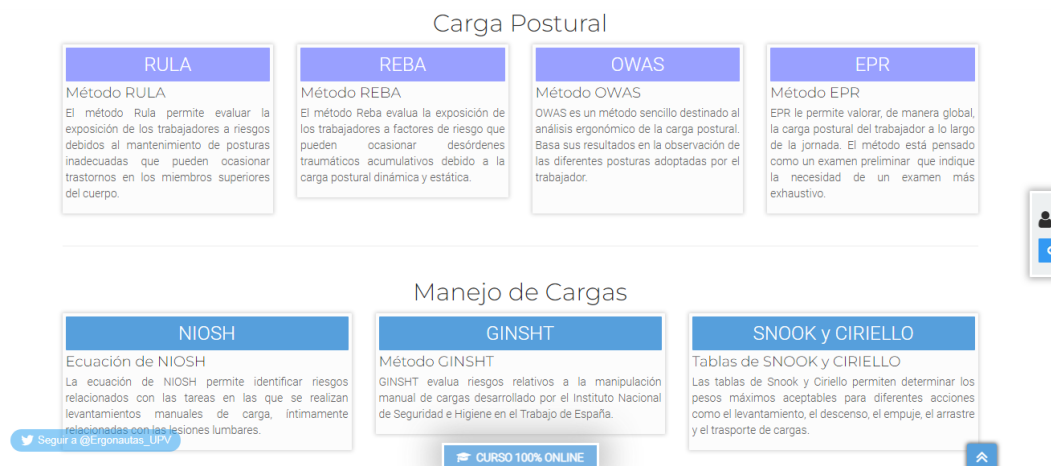 Carga Postural
RULA
Método RULA
El método Rula permite evaluar la
exposición de los trabajadores a riesgos
debidos al mantenimiento de posturas
inadecuadas que pueden ocasionar
trastornos en los miembros superiores
del cuerpo.
REBA
Método REBA
El método Reba evalua la exposición de
los trabajadores a factores de riesgo que
pueden ocasionar desórdenes
traumáticos acumulativos debido a la
carga postural dinámica y estática.
OWAS
Método OWAS
OWAS es un método sencillo destinado al
análisis ergonómico de la carga postural.
Basa sus resultados en la observación de
las diferentes posturas adoptadas por el
trabajador.
EPR
Método EPR
EPR le permite valorar, de manera global,
la carga postural del trabajador a lo largo
de la jornada. El método está pensado
como un examen preliminar que indique
la necesidad de un examen más
exhaustivo.
Manejo de Cargas
NIOSH
Ecuación de NIOSH
La ecuación de NIOSH permite identificar riesgos
relacionados con las tareas en las que se realizan
levantamientos manuales de carga, íntimamente
relacionadas con las lesiones lumbares.
GINSHT
Método GINSHT
GINSHT evalua riesgos relativos a la manipulación
manual de cargas desarrollado por el Instituto Nacional
de Seguridad e Higiene en el Trabajo de España.
SNOOK y CIRIELLO
Tablas de SNOOK y CIRIELLO
Las tablas de Snook y Ciriello permiten determinar los
pesos máximos aceptables para diferentes acciones
como el levantamiento, el descenso, el empuje, el arrastre
y el trasporte de cargas.
Seguir a @Ergonautas_UPV
CURSO 100% ONLINE